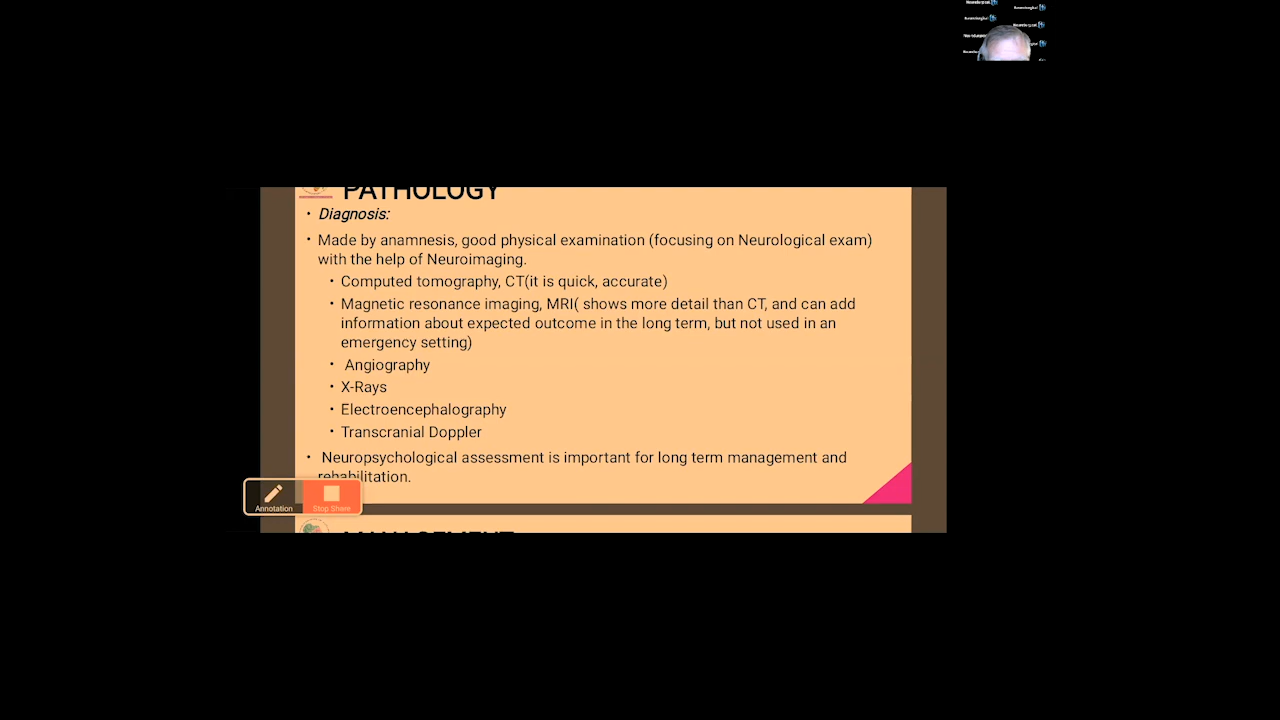 PATHOLOGY
• Diagnosis:
• Made by anamnesis, good physical examination (focusing on Neurological exam)
with the help of Neuroimaging.
• Computed tomography, CT(it is quick, accurate)
• Magnetic resonance imaging, MRI( shows more detail than CT, and can add
information about expected outcome in the long term, but not used in an
emergency setting)
• Angiography
• X-Rays
• Electroencephalography
• Transcranial Doppler
• Neuropsychological assessment is important for long term management and
rehabilitation.
Annotation
Stop Share